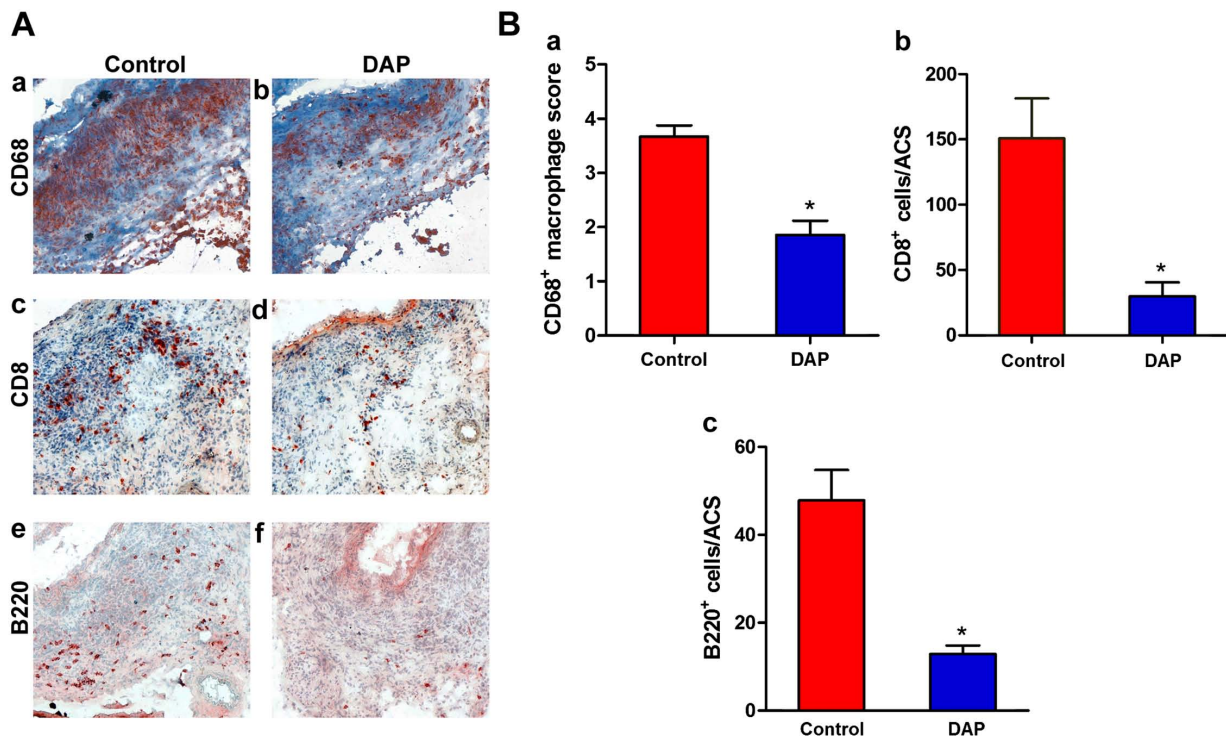 A
B
Control
DAP
a
b
CD68
c
d
CD8
e
f
B220
a
CD68+ macrophage score
5
4
3
2
1
0
*
Control
DAP
b
CD8+ cells/ACS
200
150
100
50
0
*
Control
DAP
c
B220+ cells/ACS
60
40
20
0
*
Control
DAP